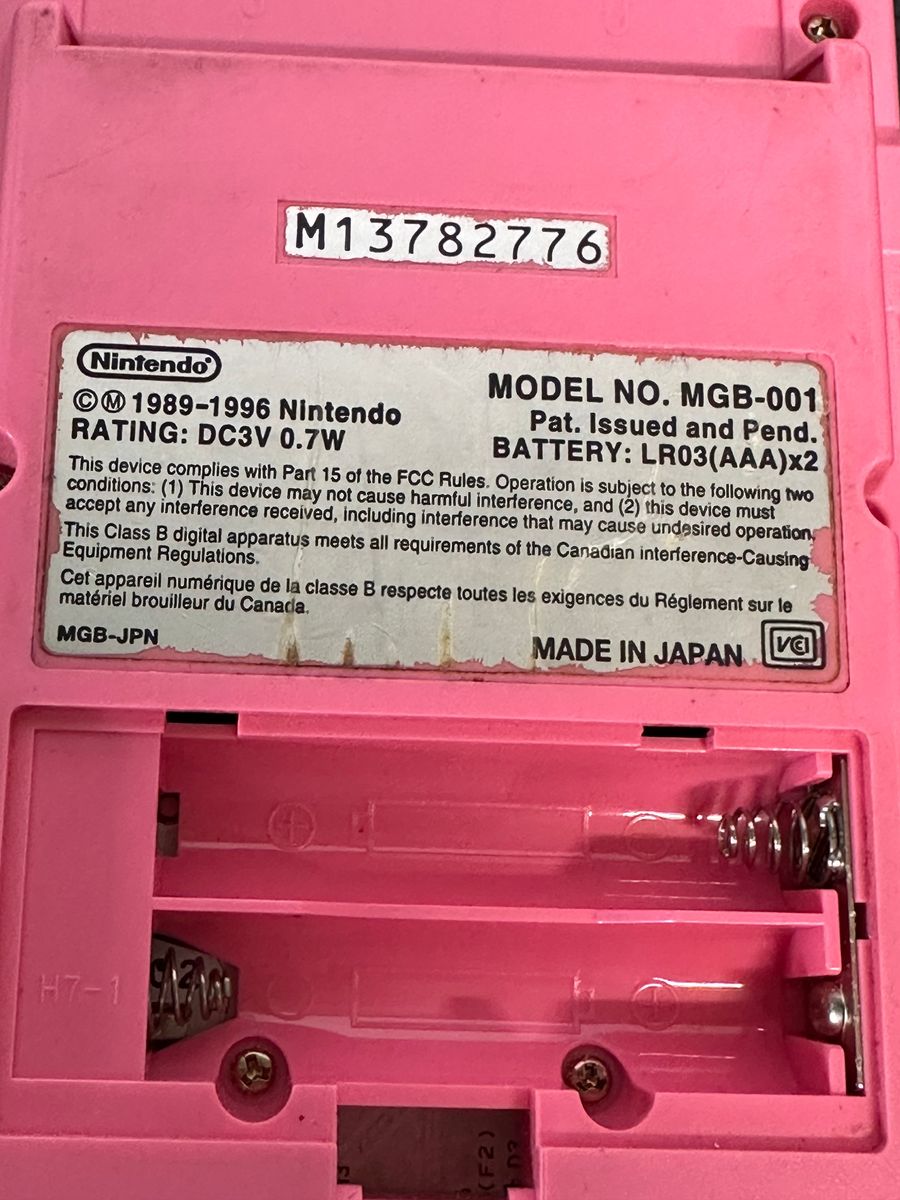 M13782776
Nintendo®
©Ⓜ 1989-1996 Nintendo
RATING: DC3V 0.7W
MODEL NO. MGB-001
Pat. Issued and Pend.
BATTERY: LR03(AAA)x2
This device complies with Part 15 of the FCC Rules. Operation is subject to the following two
conditions: (1) This device may not cause harmful interference, and (2) this device must
accept any interference received, including interference that may cause undesired operation.
This Class B digital apparatus meets all requirements of the Canadian interference-Causing
Equipment Regulations.
Cet appareil numérique de la classe B respecte toutes les exigences du Réglement sur le
matériel brouilleur du Canada.
MGB-JPN
MADE IN JAPAN
VCI
H7-1
(F2)